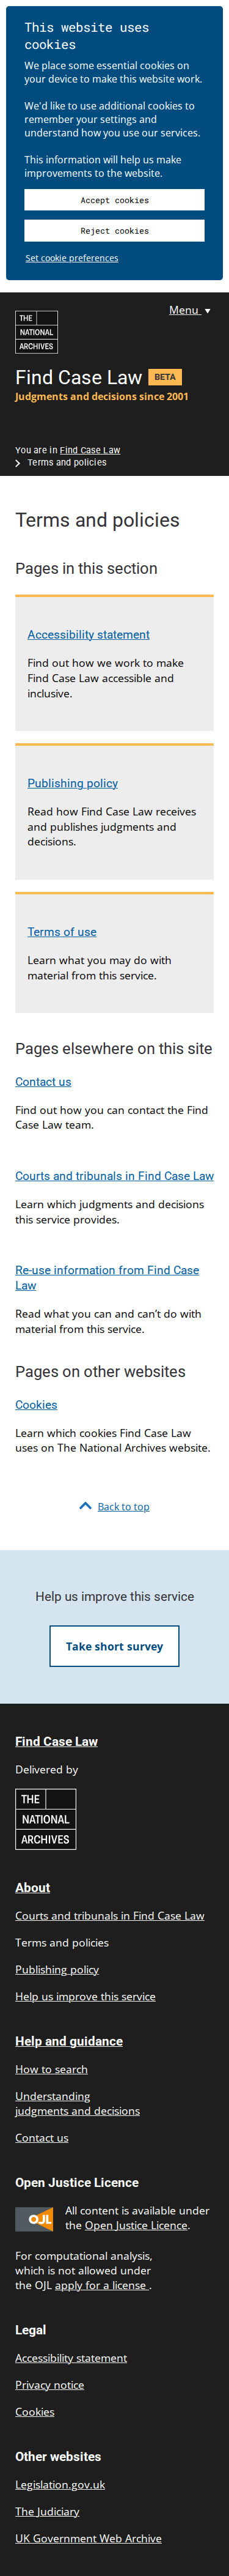 This website uses
cookies
We place some essential cookies on
your device to make this website work.
We'd like to use additional cookies to
remember your settings and
understand how you use our services.
This information will help us make
improvements to the website.
Accept cookies
Reject cookies
Set cookie preferences
Menu
THE
NATIONAL
ARCHIVES
Find Case Law BETA
Judgments and decisions since 2001
You are in Find Case Law
Terms and policies
Terms and policies
Pages in this section
Accessibility statement
Find out how we work to make
Find Case Law accessible and
inclusive.
Publishing policy
Read how Find Case Law receives
and publishes judgments and
decisions.
Terms of use
Learn what you may do with
material from this service.
Pages elsewhere on this site
Contact us
Find out how you can contact the Find
Case Law team.
Courts and tribunals in Find Case Law
Learn which judgments and decisions
this service provides.
Re-use information from Find Case
Law
Read what you can and can’t do with
material from this service.
Pages on other websites
Cookies
Learn which cookies Find Case Law
uses on The National Archives website.
Back to top
Help us improve this service
Take short survey
Find Case Law
Delivered by
THE
NATIONAL
ARCHIVES
About
Courts and tribunals in Find Case Law
Terms and policies
Publishing policy
Help us improve this service
Help and guidance
How to search
Understanding
judgments and decisions
Contact us
Open Justice Licence
OJL
All content is available under
the Open Justice Licence.
For computational analysis,
which is not allowed under
the OJL apply for a license .
Legal
Accessibility statement
Privacy notice
Cookies
Other websites
Legislation.gov.uk
The Judiciary
UK Government Web Archive